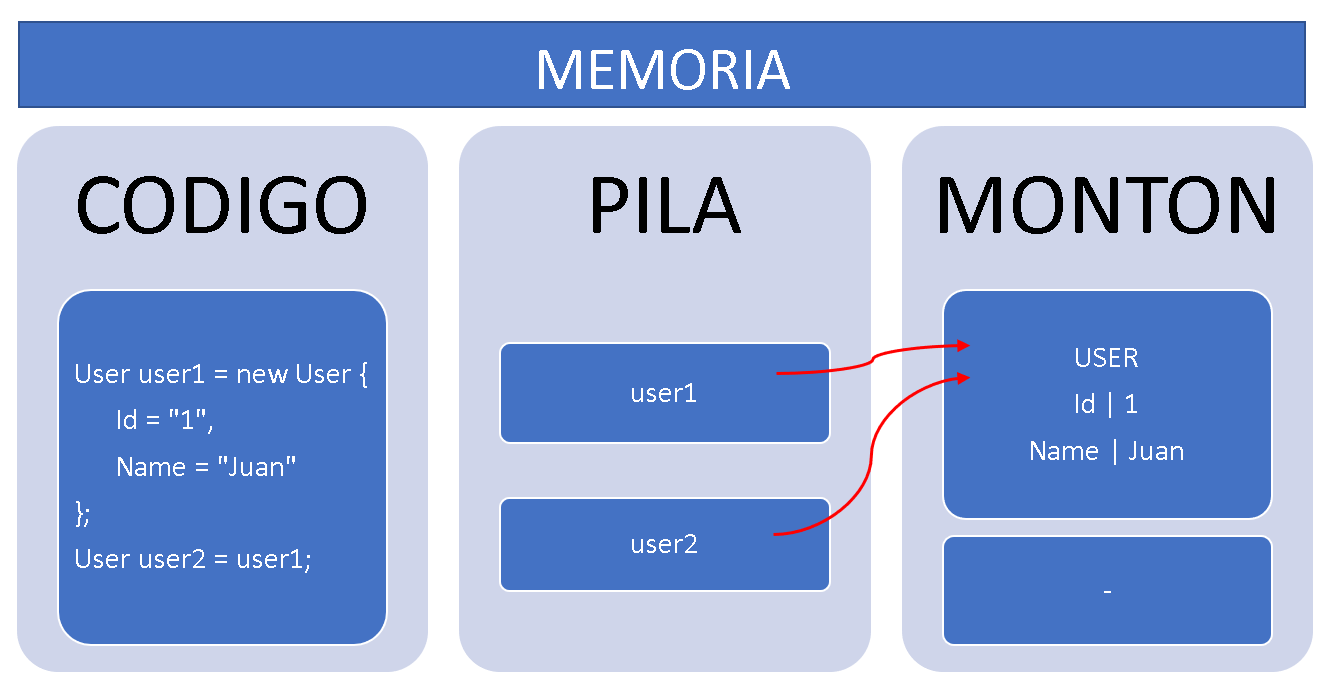 MEMORIA
CODIGO
User user1 = new User {
Id = "1",
Name = "Juan"
};
User user2 = user1;
PILA
user1
user2
MONTON
USER
Id | 1
Name | Juan
-